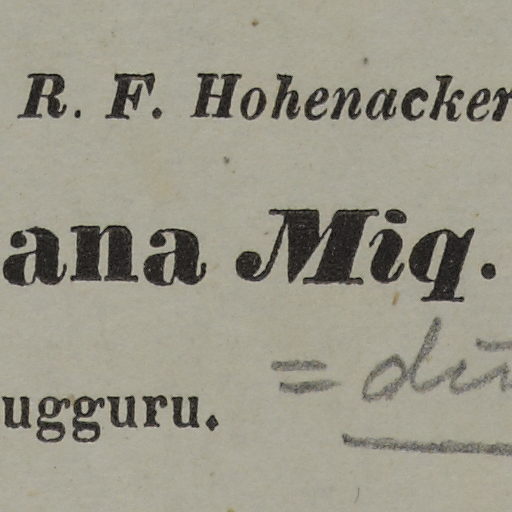 R. F. Hohenacker
ana Miq.
ugguru.
=